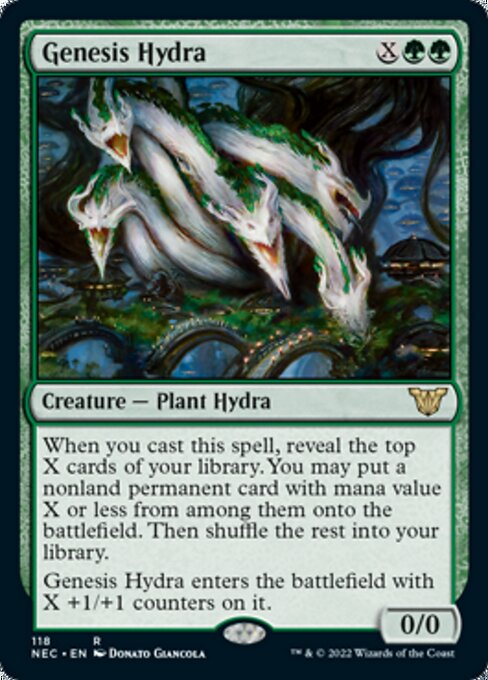 Genesis Hydra X
Creature — Plant Hydra
When you cast this spell, reveal the top
X cards of your library. You may put a
nonland permanent card with mana value
X or less from among them onto the
battlefield. Then shuffle the rest into your
library.
Genesis Hydra enters the battlefield with
X +1/+1 counters on it.
0/0
118 R
NEC • EN Donato Giancola
™ & © 2022 Wizards of the Coast